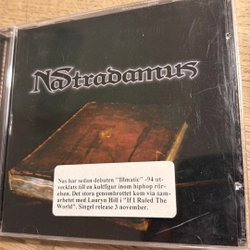 NaStradamus
Nas har sedan debuten "Illmatic" -94 ut-
vecklats till en kultfigur inom hiphop rör-
elsen. Det stora genombrottet kom via sam-
arbetet med Lauryn Hill i "If I Ruled The
World". Singel release 3 november.